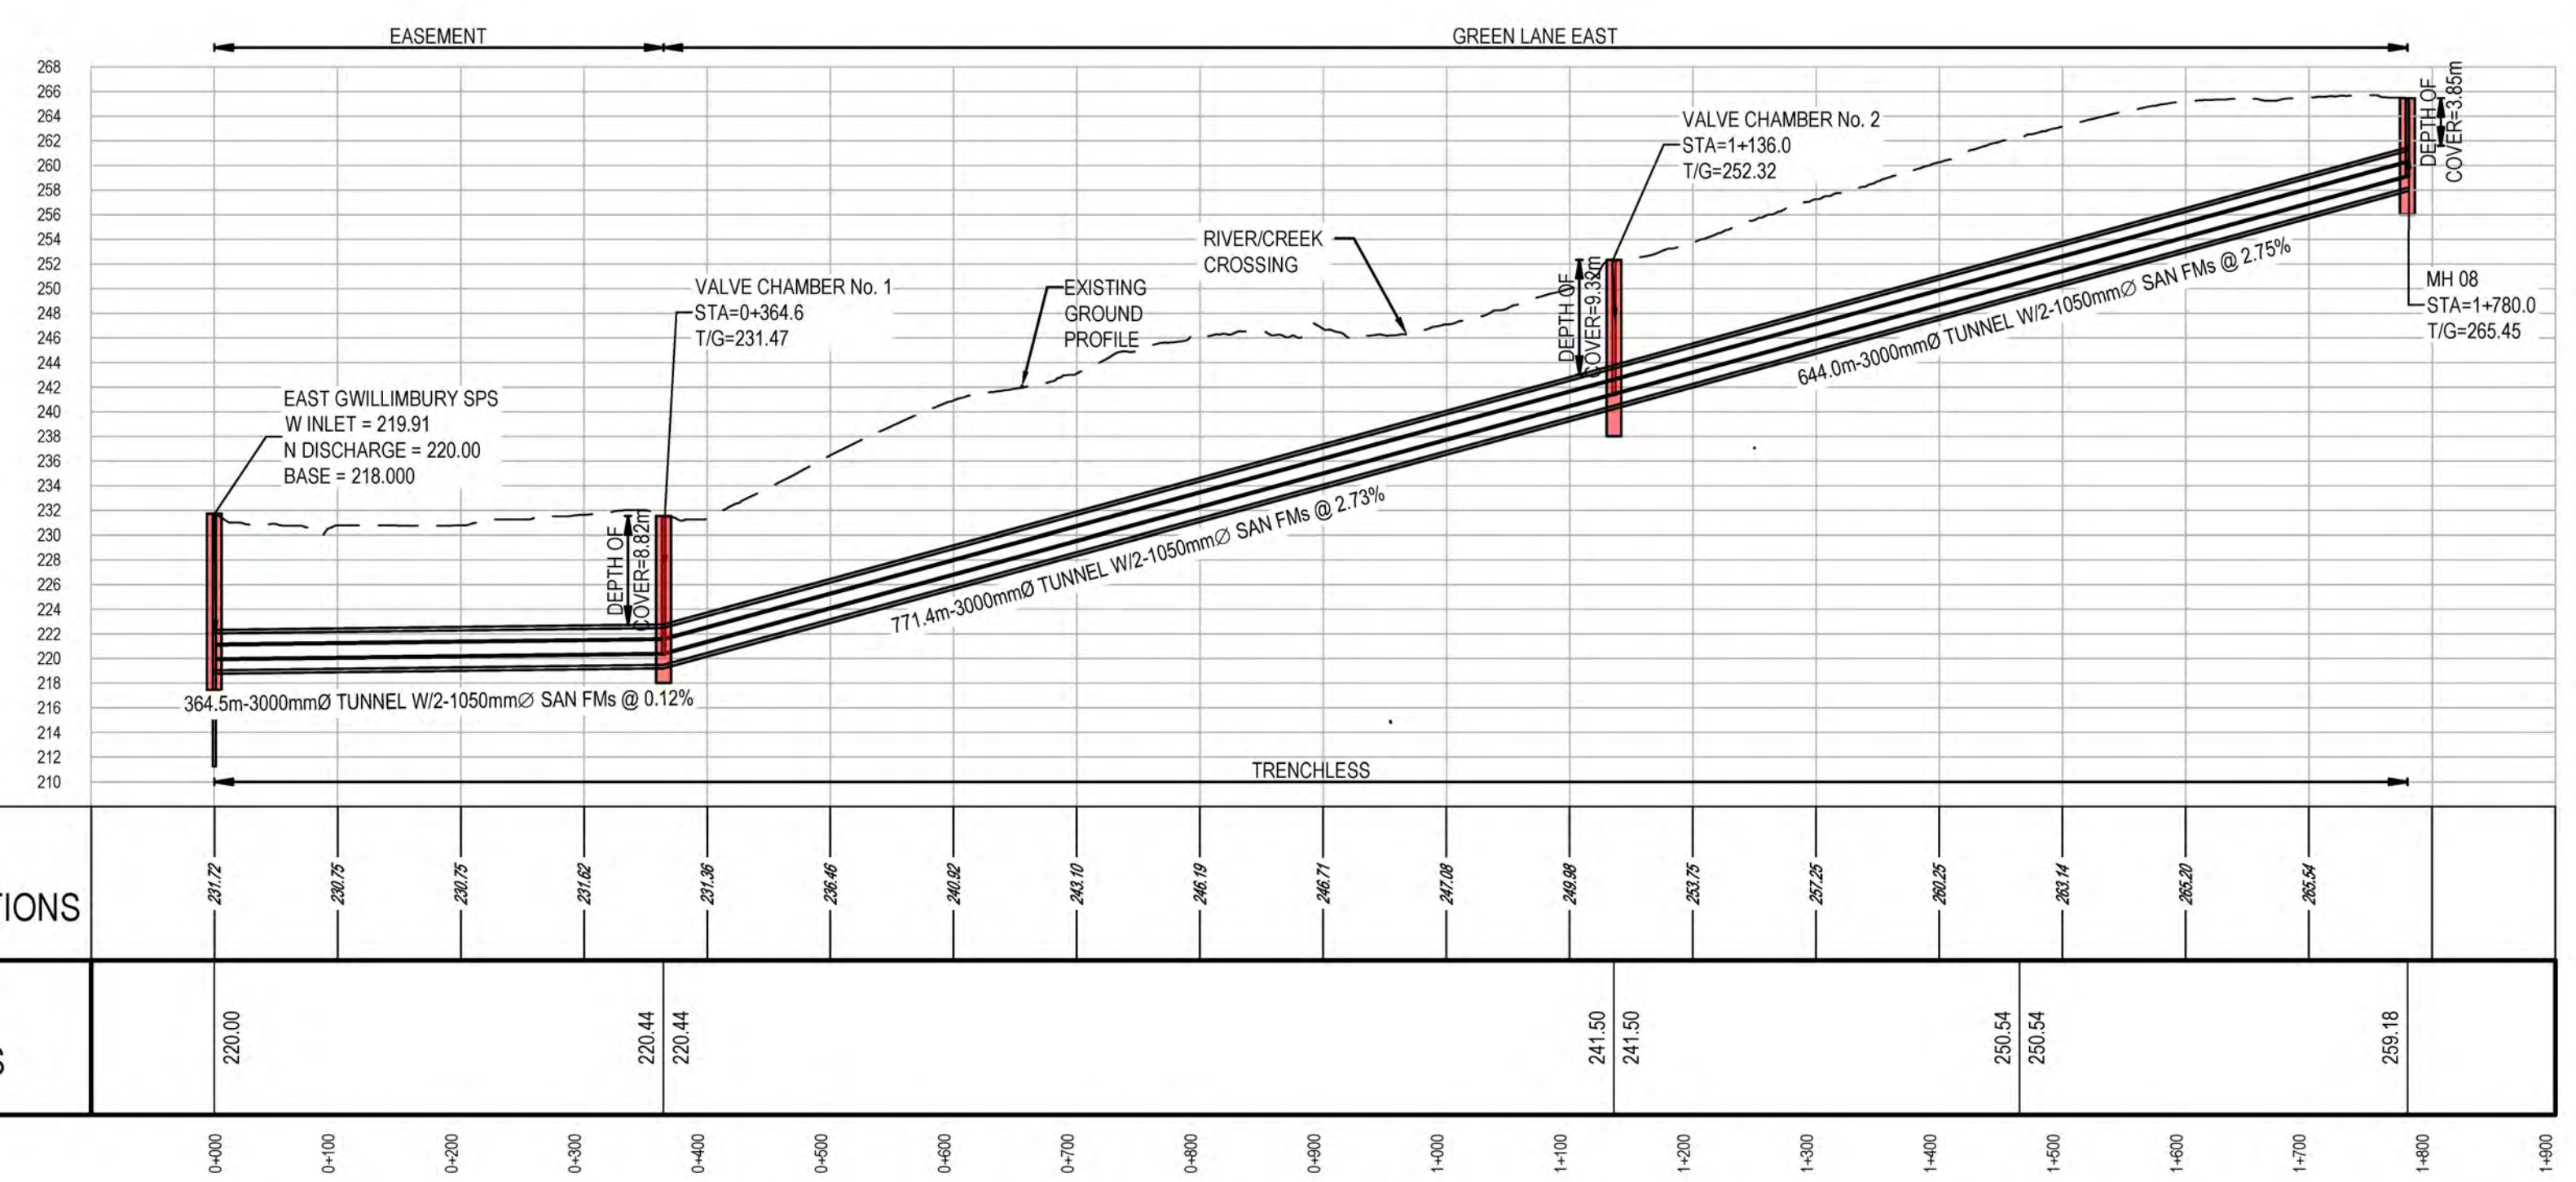 EASEMENT
GREEN LANE EAST
268
266
264
262
260
258
256
254
252
250
248
246
244
242
240
238
236
234
232
230
228
226
224
222
220
218
216
214
212
210
EAST GWILLIMBURY SPS
W INLET = 219.91
N DISCHARGE = 220.00
BASE = 218.000
VALVE CHAMBER No. 1
STA=0+364.6
T/G=231.47
DEPTH OF
COVER=8.82m
EXISTING
GROUND
PROFILE
RIVER/CREEK
CROSSING
VALVE CHAMBER No. 2
STA=1+136.0
T/G=252.32
DEPTH OF
COVER=9.32m
DEPTH OF
COVER=3.85m
MH 08
STA=1+780.0
T/G=265.45
364.5m-3000mmØ TUNNEL W/2-1050mm∅ SAN FMs @ 0.12%
771.4m-3000mmØ TUNNEL W/2-1050mm∅ SAN FMs @ 2.73%
644.0m-3000mmØ TUNNEL W/2-1050mm∅ SAN FMs @ 2.75%
TRENCHLESS
TIONS
231.72
230.75
230.75
231.62
231.36
236.46
240.92
243.10
246.19
246.71
247.08
249.98
253.75
257.25
260.25
263.14
265.20
265.54
S
220.00
220.44
220.44
241.50
241.50
250.54
250.54
259.18
0+000
0+100
0+200
0+300
0+400
0+500
0+600
0+700
0+800
0+900
1+000
1+100
1+200
1+300
1+400
1+500
1+600
1+700
1+800
1+900